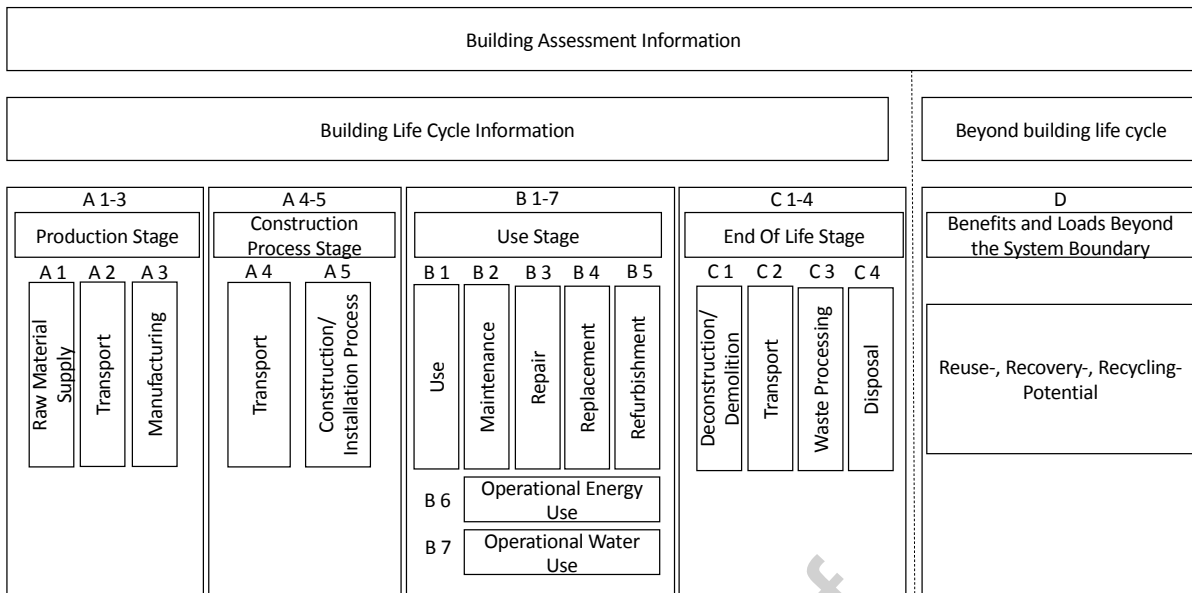 Building Assessment Information
Building Life Cycle Information
Beyond building life cycle
A 1-3
Production Stage
A 1
A 2
A 3
Raw Material
Supply
Transport
Manufacturing
A 4-5
Construction
Process Stage
A 4
A 5
Transport
Construction/
Installation Process
B 1-7
Use Stage
B 1
B 2
B 3
B 4
B 5
Use
Maintenance
Repair
Replacement
Refurbishment
B 6
Operational Energy
Use
B 7
Operational Water
Use
C 1-4
End Of Life Stage
C 1
C 2
C 3
C 4
Deconstruction/
Demolition
Transport
Waste Processing
Disposal
D
Benefits and Loads Beyond
the System Boundary
Reuse-, Recovery-, Recycling-
Potential
f